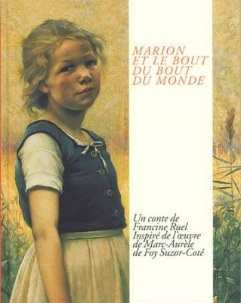 MARION
ET LE BOUT
DU BOUT
DU MONDE
Un conte de
Francine Ruel
Inspiré de l'œuvre
de Marc-Aurèle
de Foy Suzor-Coté